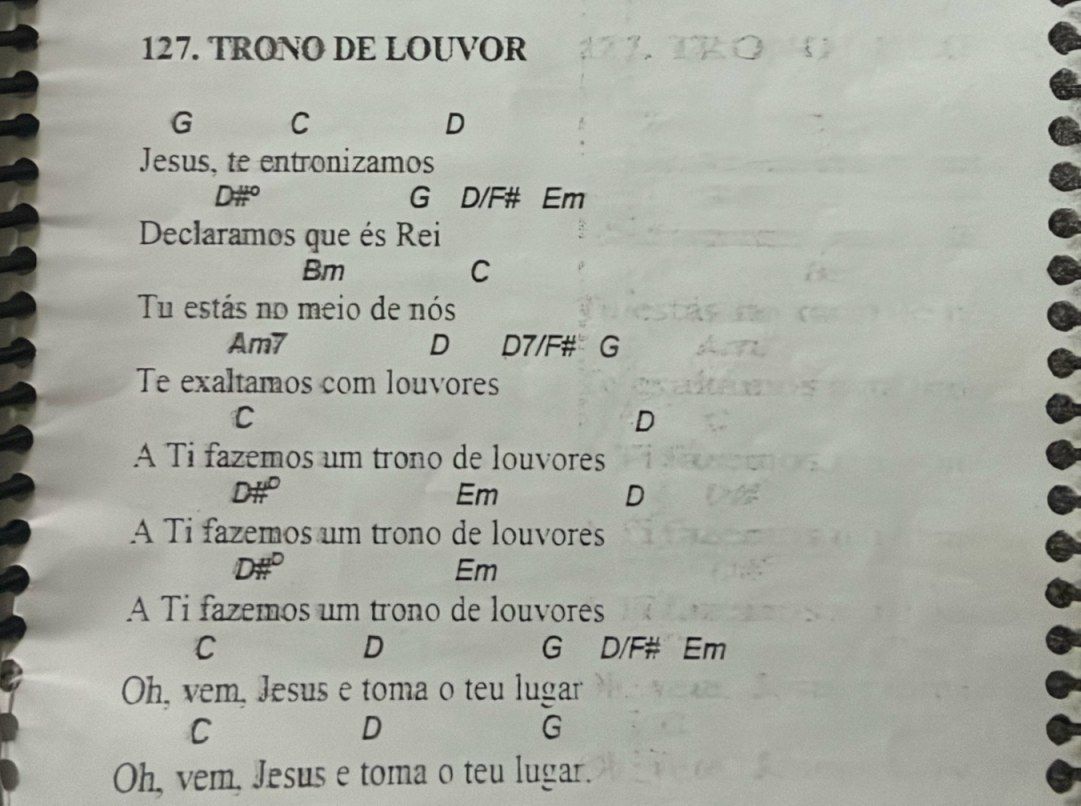 127. TRONO DE LOUVOR
G C D
Jesus, te entronizamos
D#° G D/F# Em
Declaramos que és Rei
Bm C
Tu estás no meio de nós
Am7 D D7/F# G
Te exaltamos com louvores
C D
A Ti fazemos um trono de louvores
D#° Em D
A Ti fazemos um trono de louvores
D#° Em
A Ti fazemos um trono de louvores
C D G D/F# Em
Oh, vem, Jesus e toma o teu lugar
C D G
Oh, vem, Jesus e toma o teu lugar.